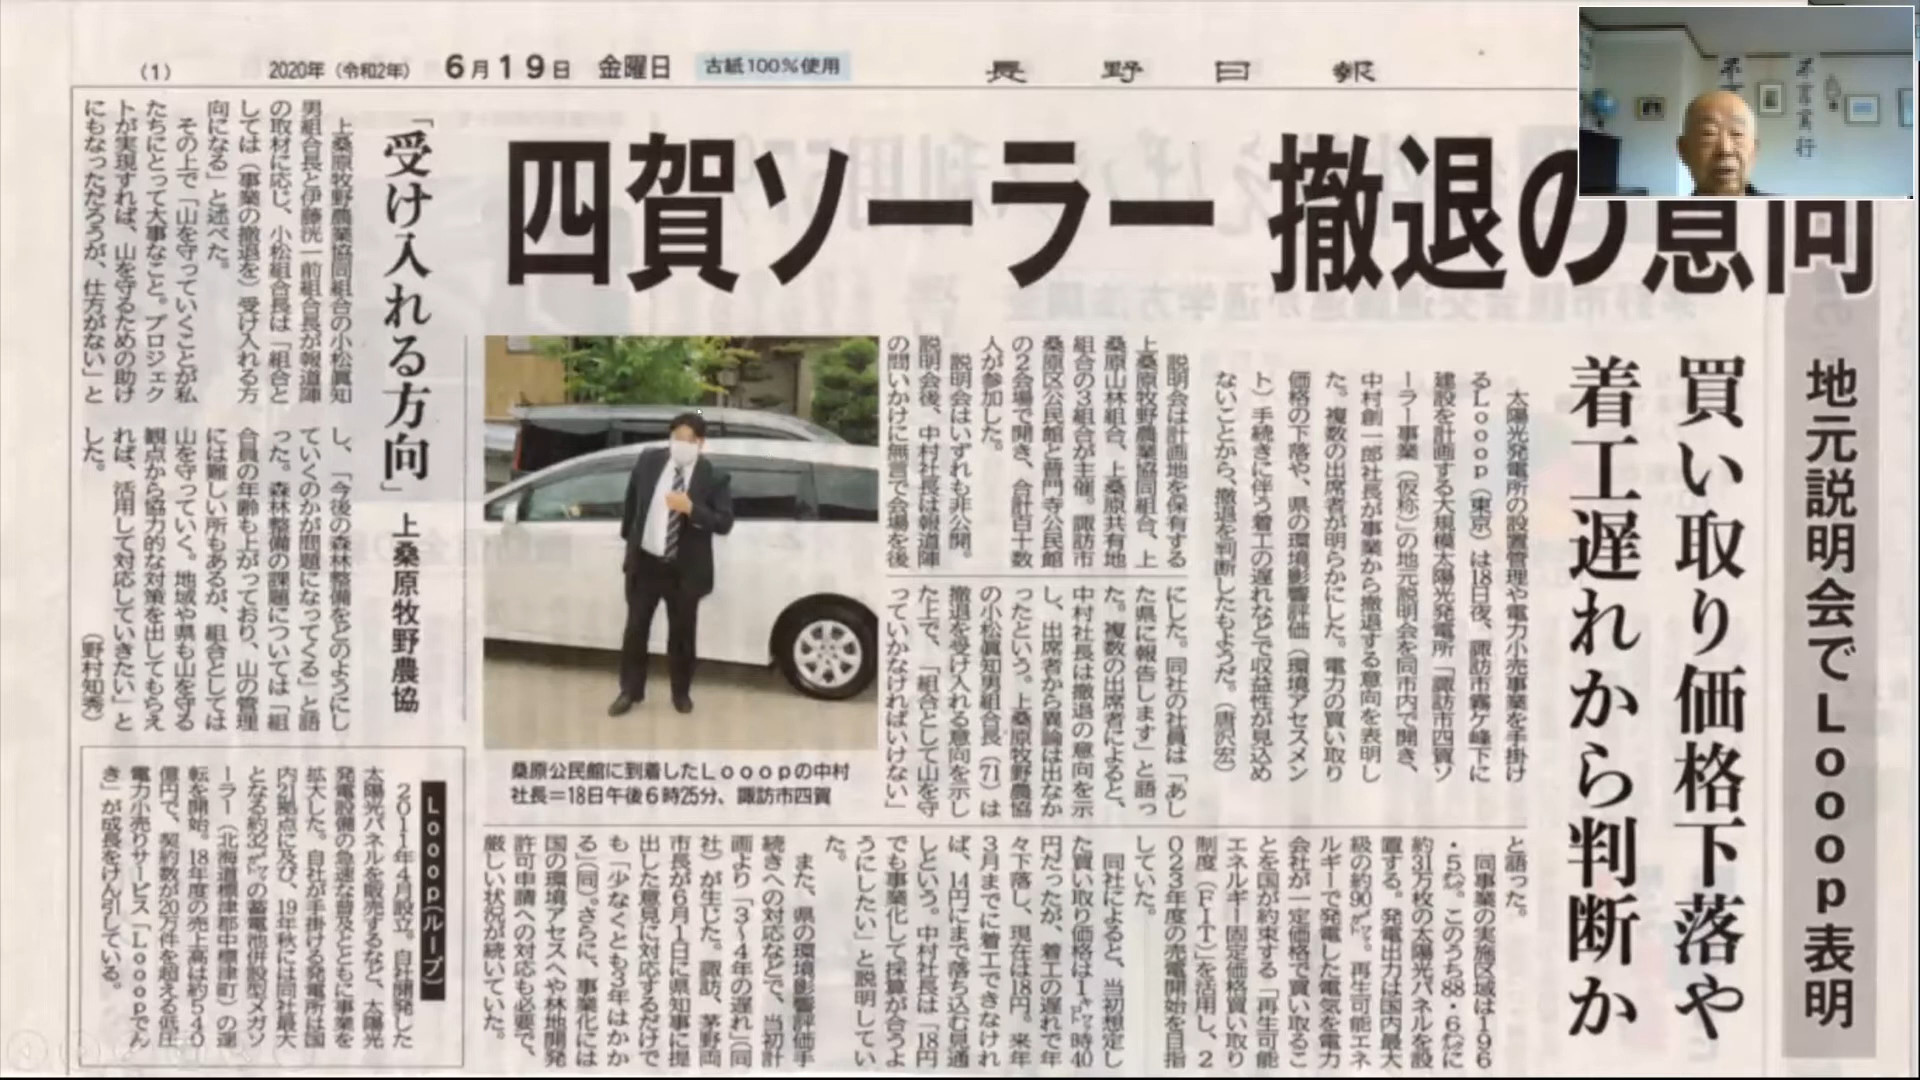 (1)
2020年（令和2年） 6月19日 金曜日
古紙100%使用
長野日報
四賀ソーラー 撤退の意向
地元説明会でLooop表明
買い取り価格下落や
着工遅れから判断か
太陽光発電所の設置管理や電力小売事業を手掛け
るLooop（東京）は18日夜、諏訪市霧ケ峰下に
建設を計画する大規模太陽光発電所「諏訪市四賀ソ
ーラー事業（仮称）」の地元説明会を同市内で開き、
中村創一郎社長が事業から撤退する意向を表明し
た。複数の出席者が明らかにした。電力の買い取り
価格の下落や、県の環境影響評価（環境アセスメン
ト）手続きに伴う着工の遅れなどで収益性が見込め
ないことから、撤退を判断したもようだ。（唐沢宏）
説明会は計画地を保有する
上桑原牧野農業協同組合、上
桑原山林組合、上桑原共有地
組合の3組合が主催。諏訪市
桑原区公民館と普門寺公民館
の2会場で開き、合計百十数
人が参加した。
説明会はいずれも非公開。
説明会後、中村社長は報道陣
の問いかけに無言で会場を後
にした。同社の社員は「あし
た県に報告します」と語っ
た。複数の出席者によると、
中村社長は撤退の意向を示
し、出席者から異論は出なか
ったという。上桑原牧野農協
の小松眞知男組合長（71）は
撤退を受け入れる意向を示し
た上で、「組合として山を守
っていかなければいけない」
と語った。
同事業の実施区域は196
・5㌶。このうち88・6㌶に
約31万枚の太陽光パネルを設
置する。発電出力は国内最大
級の約90㍋㍗。再生可能エネ
ルギーで発電した電気を電力
会社が一定価格で買い取るこ
とを国が約束する「再生可能
エネルギー固定価格買い取り
制度（FIT）」を活用し、2
023年度の売電開始を目指
していた。
同社によると、当初想定し
た買い取り価格は1㌔㍗時40
円だったが、着工の遅れで年
々下落し、現在は18円。来年
3月までに着工できなけれ
ば、14円にまで落ち込む見通
しという。中村社長は「18円
でも事業化して採算が合うよ
うにしたい」と説明してい
た。
また、県の環境影響評価手
続きへの対応などで、当初計
画より「3〜4年の遅れ」（同
社）が生じた。諏訪、茅野両
市長が6月1日に県知事に提
出した意見に対応するだけで
も「少なくとも3年はかか
る」（同）。さらに、事業化には
国の環境アセスへや林地開発
許可申請への対応も必要で、
厳しい状況が続いていた。
桑原公民館に到着したLooopの中村
社長＝18日午後6時25分、諏訪市四賀
「受け入れる方向」 上桑原牧野農協
上桑原牧野農業協同組合の小松眞知
男組合長と伊藤洸一前組合長が報道陣
の取材に応じ、小松組合長は「組合と
しては（事業の撤退を）受け入れる方
向になる」と述べた。
その上で「山を守っていくことが私
たちにとって大事なこと。プロジェク
トが実現すれば、山を守るための助け
にもなっただろうが、仕方がない」と
し、「今後の森林整備をどのようにし
ていくのかが問題になってくる」と語
った。森林整備の課題については「組
合員の年齢も上がっており、山の管理
には難しい所もあるが、組合としては
山を守っていく。地域や県も山を守る
観点から協力的な対策を出してもらえ
れば、活用して対応していきたい」と
した。
（野村知秀）
Looop（ループ）
2011年4月設立。自社開発した
太陽光パネルを販売するなど、太陽光
発電設備の急速な普及とともに事業を
拡大した。自社が手掛ける発電所は国
内21拠点に及び、19年秋には同社最大
となる約32㍋㍗の蓄電池併設型メガソ
ーラー（北海道標津郡中標津町）の運
転を開始。18年度の売上高は約540
億円で、契約数が20万件を超える低圧
電力小売りサービス「Looopでん
き」が成長をけん引している。
不言実行